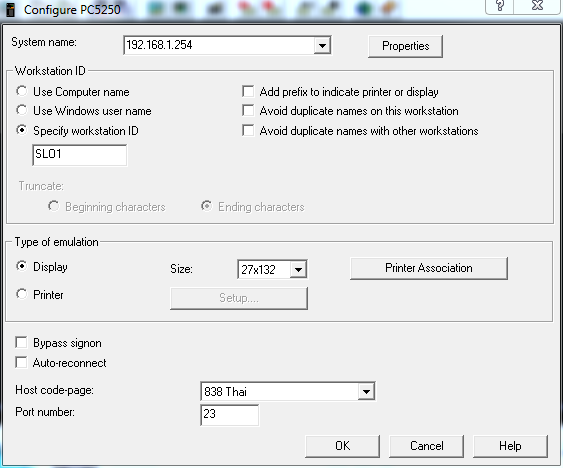 Configure PC5250
System name: 192.168.1.254 Properties
Workstation ID
Use Computer name Add prefix to indicate printer or display
Use Windows user name Avoid duplicate names on this workstation
Specify workstation ID Avoid duplicate names with other workstations
SLO1
Truncate:
Beginning characters Ending characters
Type of emulation
Display Size: 27x132 Printer Association
Printer Setup....
Bypass signon
Auto-reconnect
Host code-page: 838 Thai
Port number: 23
OK Cancel Help